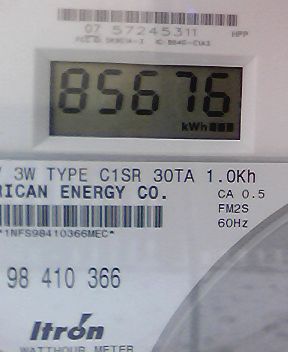 07 57245311 HPP
85676
kWh
3W TYPE C1SR 30TA 1.0Kh
RICAN ENERGY CO.
CA 0.5
FM2S
60Hz
*1NFS98410366MEC*
98 410 366
Itron
WATTHOUR METER